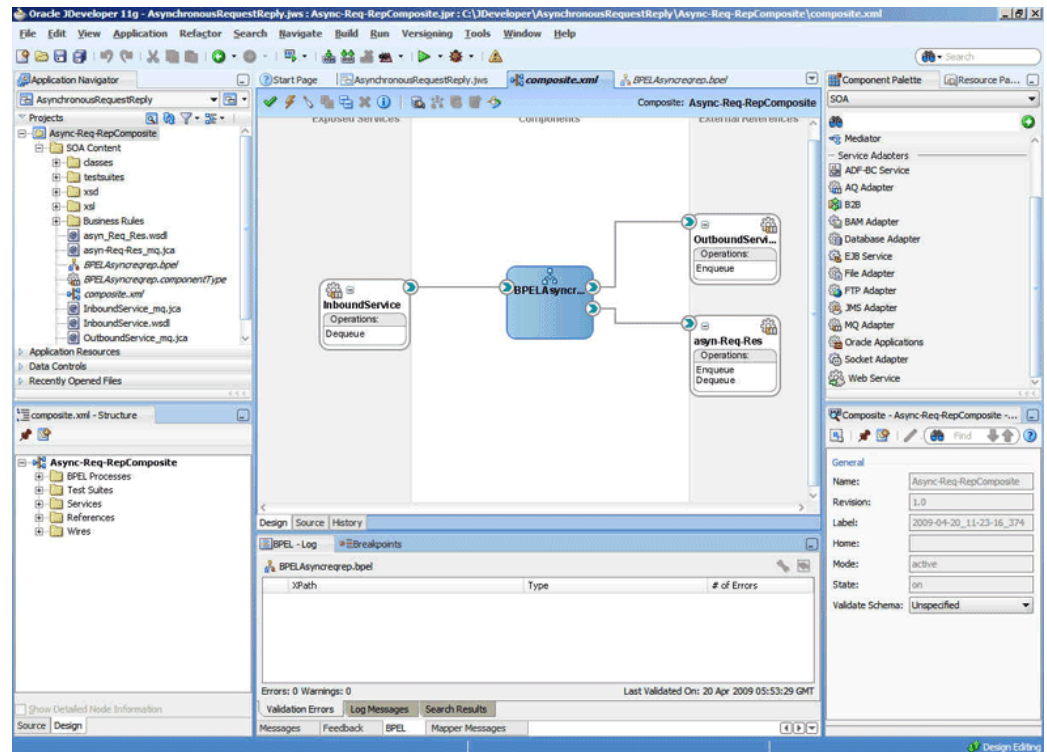 Oracle JDeveloper 11g - AsynchronousRequestReply.jws : Async-Req-RepComposite.jpr : C:\JDeveloper\AsynchronousRequestReply\Async-Req-RepComposite\composite.xml
File Edit View Application Refactor Search Navigate Build Run Versioning Tools Window Help
Search
Application Navigator
AsynchronousRequestReply
Projects
Async-Req-RepComposite
SOA Content
classes
testsuites
xsd
xsl
Business Rules
asyn_Req_Res.wsdl
asyn-Req-Res_mq.jca
BPELAsyncreqrep.bpel
BPELAsyncreqrep.componentType
composite.xml
InboundService_mq.jca
InboundService.wsdl
OutboundService_mq.jca
Application Resources
Data Controls
Recently Opened Files
composite.xml - Structure
Async-Req-RepComposite
BPEL Processes
Test Suites
Services
References
Wires
Show Detailed Node Information
Source Design
Start Page AsynchronousRequestReply.jws composite.xml BPELAsyncreqrep.bpel
Composite: Async-Req-RepComposite
Exposed Services Components External References
InboundService
Operations:
Dequeue
BPELAsyncr...
OutboundServi...
Operations:
Enqueue
asyn-Req-Res
Operations:
Enqueue
Dequeue
Design Source History
BPEL - Log Breakpoints
BPELAsyncreqrep.bpel
XPath Type # of Errors
Errors: 0 Warnings: 0 Last Validated On: 20 Apr 2009 05:53:29 GMT
Validation Errors Log Messages Search Results
Messages Feedback BPEL Mapper Messages
Component Palette Resource Pa...
SOA
Mediator
Service Adapters
ADF-BC Service
AQ Adapter
B2B
BAM Adapter
Database Adapter
EJB Service
File Adapter
FTP Adapter
JMS Adapter
MQ Adapter
Oracle Applications
Socket Adapter
Web Service
Composite - Async-Req-RepComposite -...
Find
General
Name: Async-Req-RepComposite
Revision: 1.0
Label: 2009-04-20_11-23-16_374
Home:
Mode: active
State: on
Validate Schema: Unspecified
Design Editing